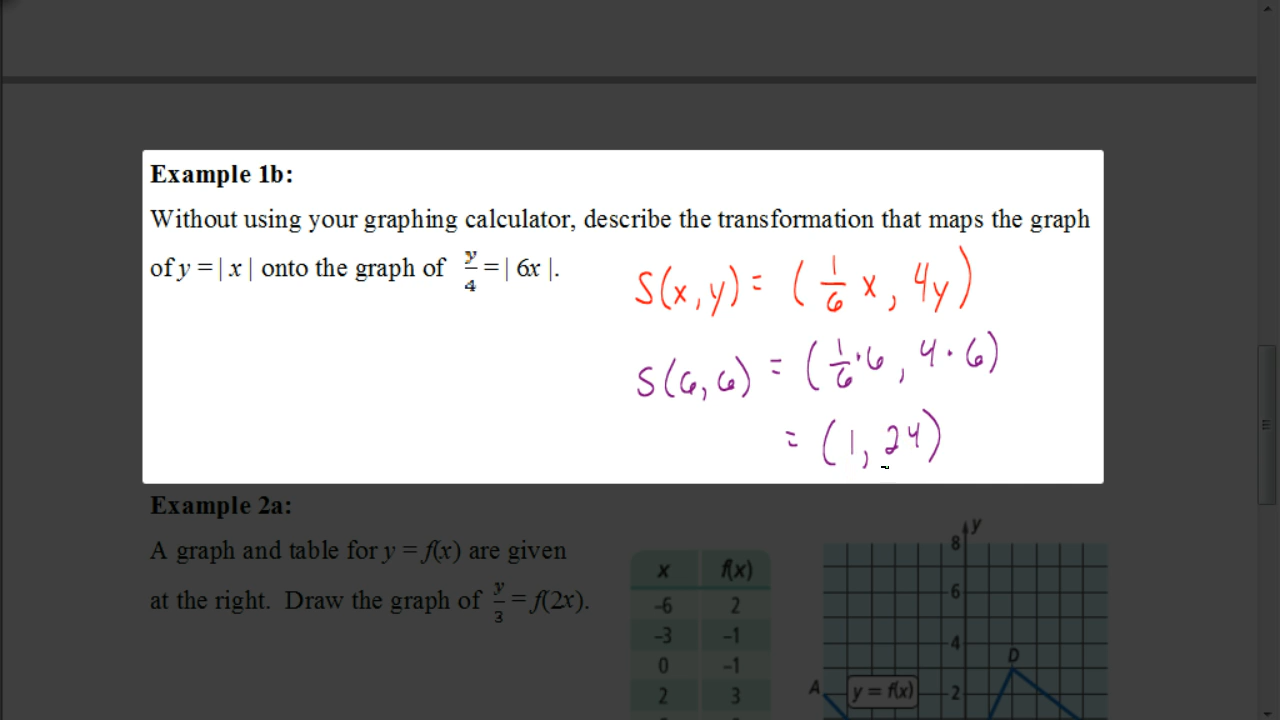 Example 1b:
Without using your graphing calculator, describe the transformation that maps the graph
of y = | x | onto the graph of y/4 = | 6x |.
S(x, y) = (1/6 x, 4y)
S(6, 6) = (1/6 · 6, 4 · 6)
= (1, 24)
Example 2a:
A graph and table for y = f(x) are given
at the right. Draw the graph of y/3 = f(2x).
x f(x)
-6 2
-3 -1
0 -1
2 3
y
8
6
4
2
D
A
y = f(x)